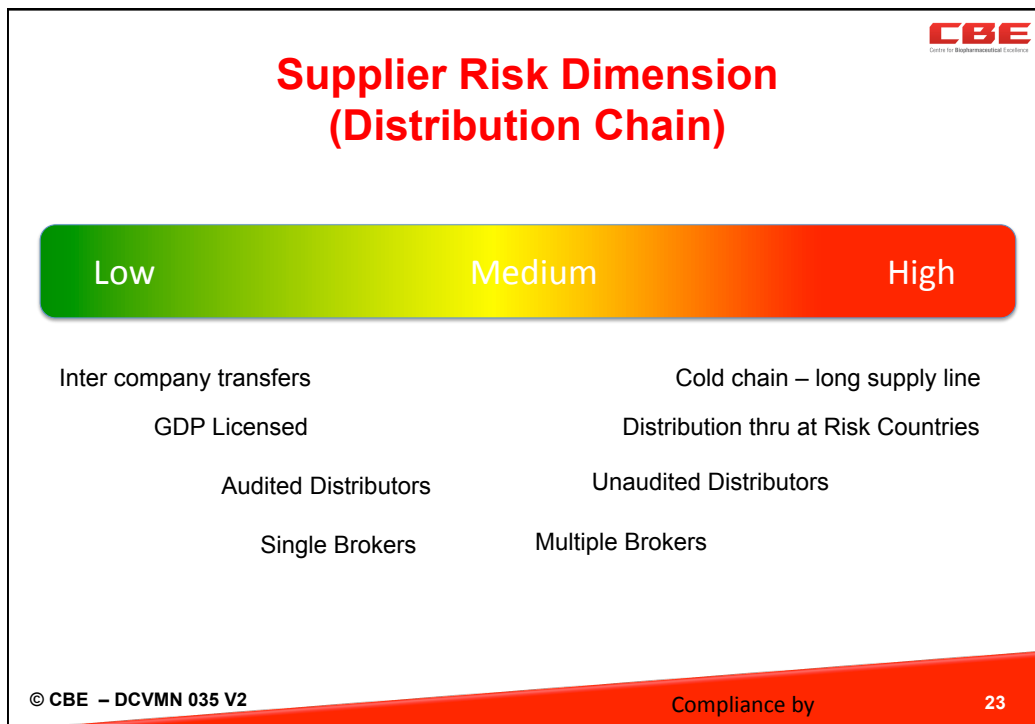 CBE
Centre for Biopharmaceutical Excellence
Supplier Risk Dimension
(Distribution Chain)
Low Medium High
Inter company transfers Cold chain – long supply line
GDP Licensed Distribution thru at Risk Countries
Audited Distributors Unaudited Distributors
Single Brokers Multiple Brokers
© CBE – DCVMN 035 V2 Compliance by 23